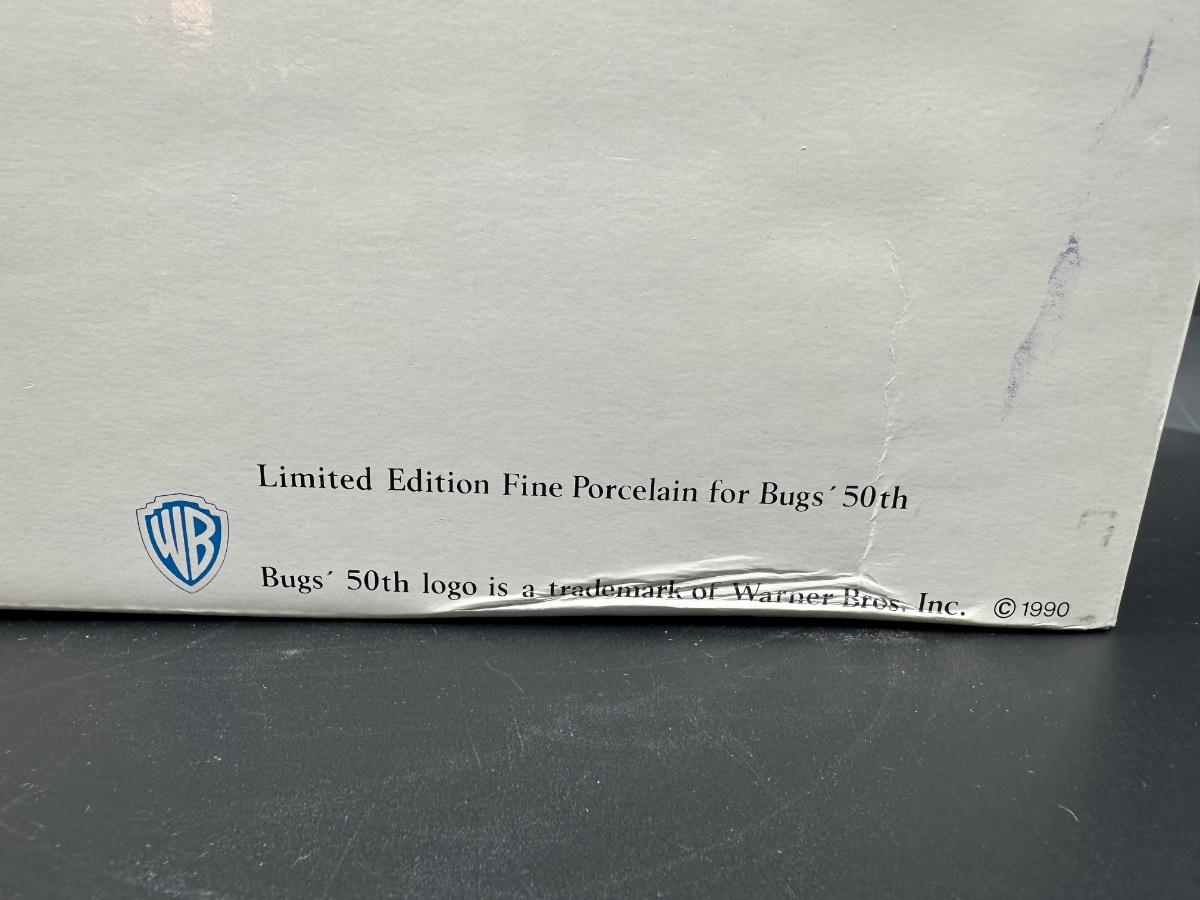 Limited Edition Fine Porcelain for Bugs´ 50th
WB
Bugs´ 50th logo is a trademark of Warner Bros. Inc. © 1990